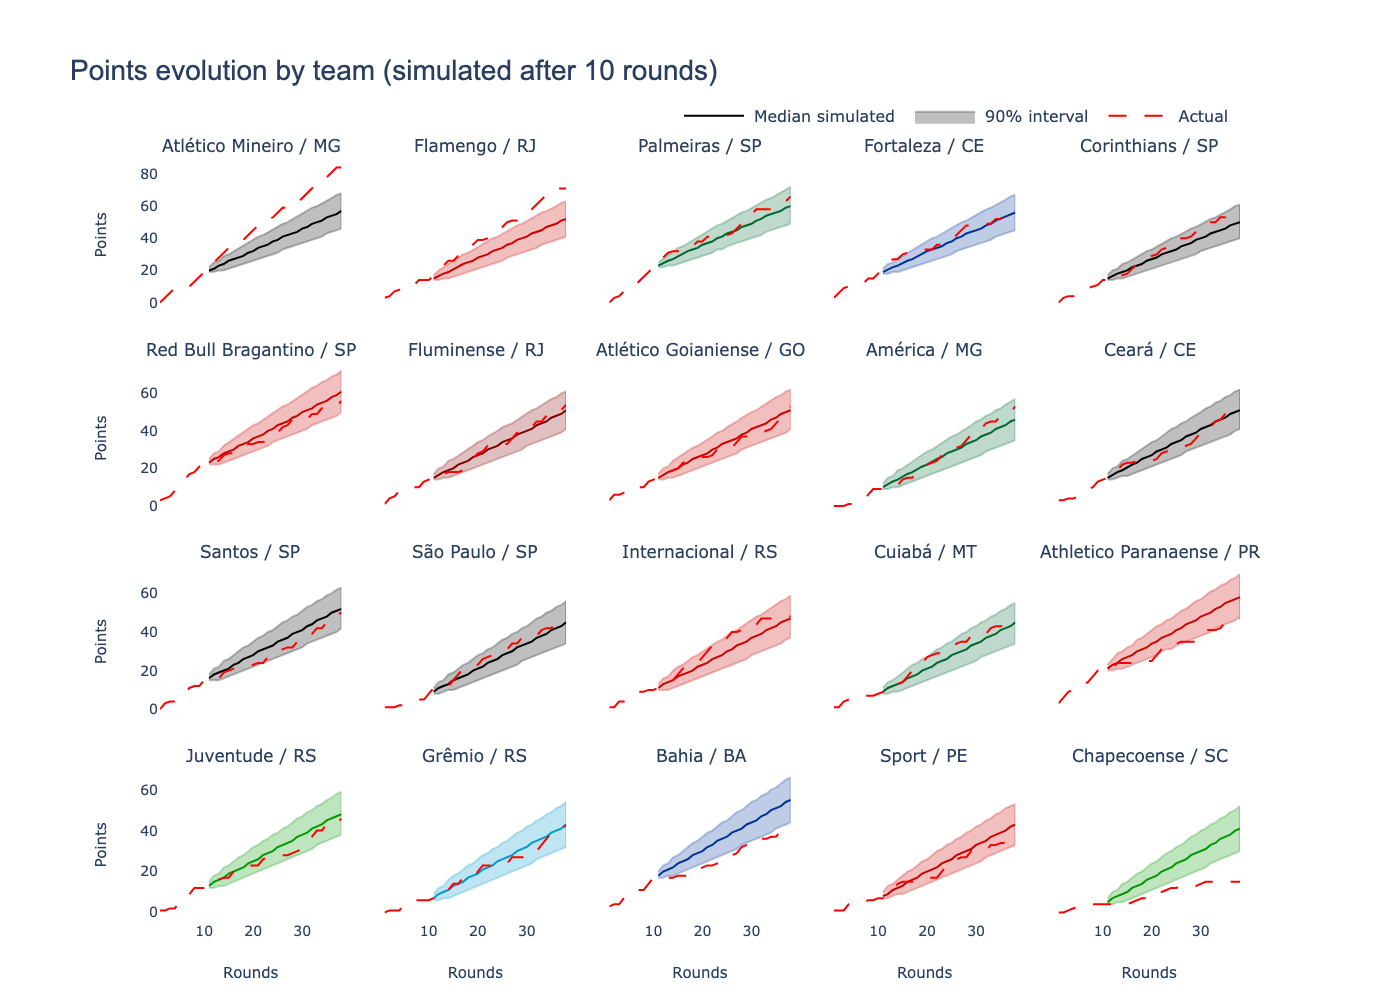 Points evolution by team (simulated after 10 rounds)
Median simulated 90% interval Actual
Atlético Mineiro / MG Flamengo / RJ Palmeiras / SP Fortaleza / CE Corinthians / SP
80
60
40
20
0
Points
Red Bull Bragantino / SP Fluminense / RJ Atlético Goianiense / GO América / MG Ceará / CE
60
40
20
0
Points
Santos / SP São Paulo / SP Internacional / RS Cuiabá / MT Athletico Paranaense / PR
60
40
20
0
Points
Juventude / RS Grêmio / RS Bahia / BA Sport / PE Chapecoense / SC
60
40
20
0
Points
10 20 30 10 20 30 10 20 30 10 20 30 10 20 30
Rounds Rounds Rounds Rounds Rounds